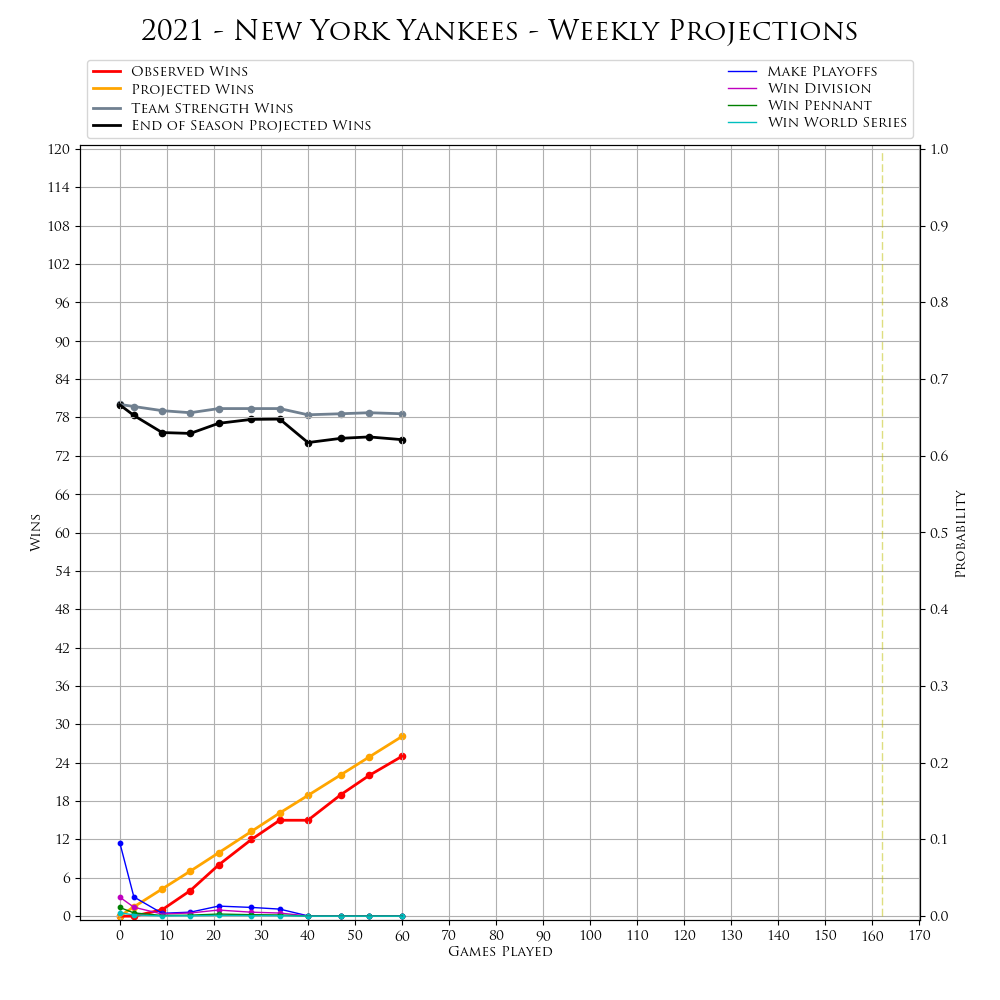 2021 - New York Yankees - Weekly Projections
Observed Wins
Projected Wins
Team Strength Wins
End of Season Projected Wins
Make Playoffs
Win Division
Win Pennant
Win World Series
120
114
108
102
96
90
84
78
72
66
60
54
48
42
36
30
24
18
12
6
0
Wins
1.0
0.9
0.8
0.7
0.6
0.5
0.4
0.3
0.2
0.1
0.0
Probability
0 10 20 30 40 50 60 70 80 90 100 110 120 130 140 150 160 170
Games Played